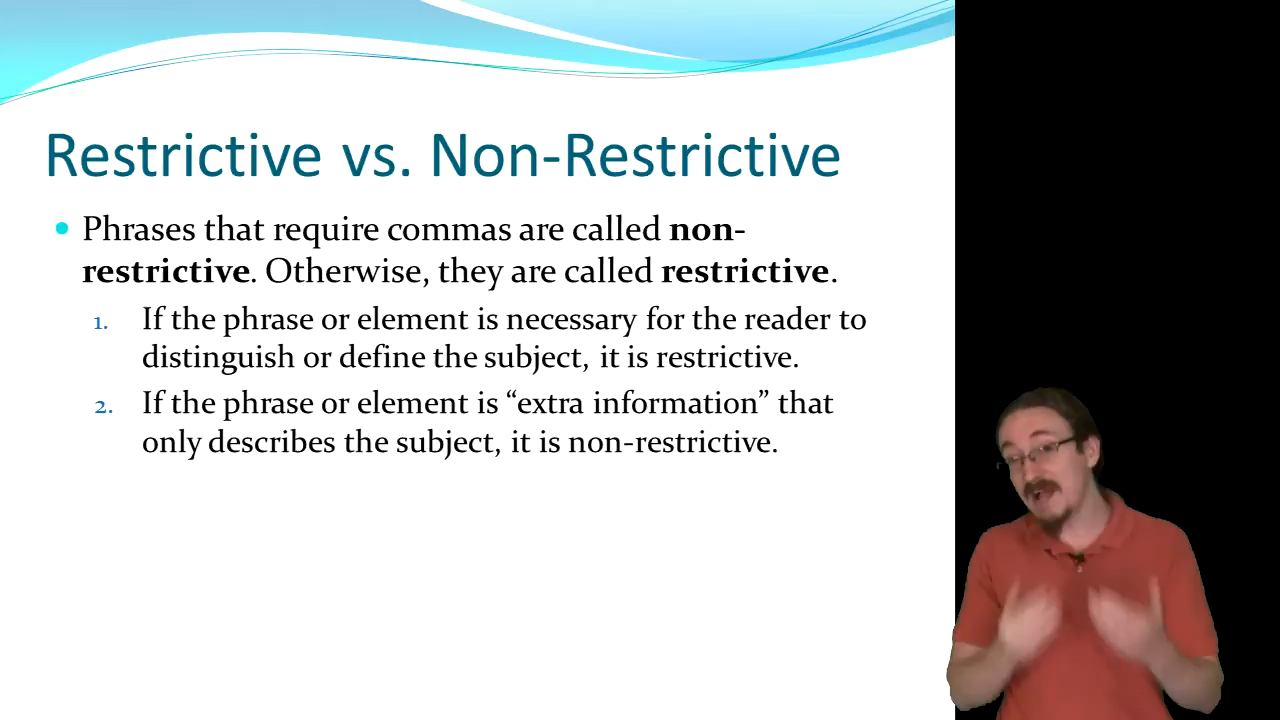 Restrictive vs. Non-Restrictive
• Phrases that require commas are called non-
restrictive. Otherwise, they are called restrictive.
1. If the phrase or element is necessary for the reader to
distinguish or define the subject, it is restrictive.
2. If the phrase or element is “extra information” that
only describes the subject, it is non-restrictive.